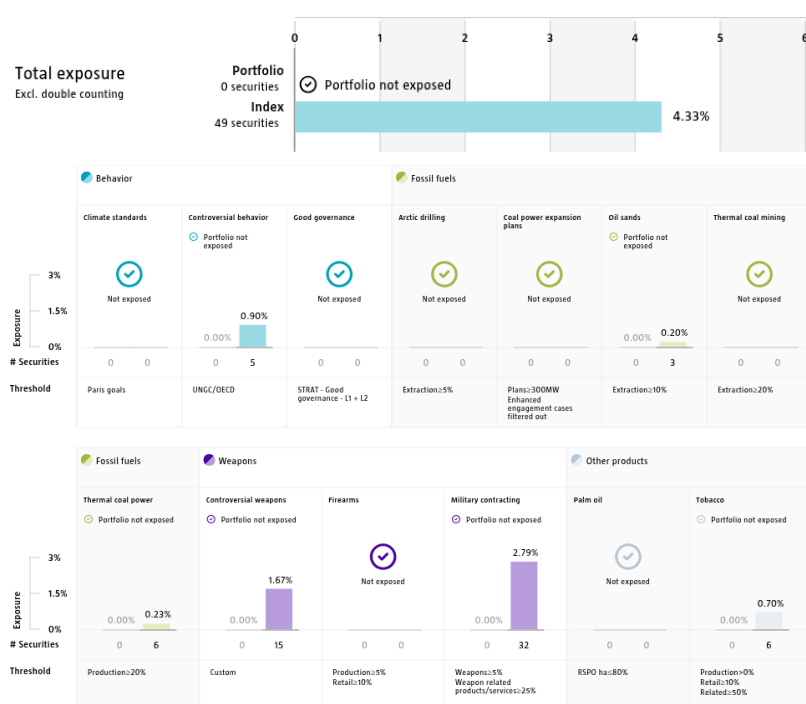 0 1 2 3 4 5 6
Total exposure
Excl. double counting
Portfolio
0 securities
Portfolio not exposed
Index
49 securities
4.33%
Behavior
Fossil fuels
Climate standards
Controversial behavior
Good governance
Arctic drilling
Coal power expansion
plans
Oil sands
Thermal coal mining
Portfolio not
exposed
Portfolio not
exposed
Not exposed
Not exposed
Not exposed
Not exposed
Not exposed
Exposure
3%
1.5%
0%
0.00%
0.90%
0.00%
0.20%
# Securities
0 0 0 5 0 0 0 0 0 0 0 3 0 0
Threshold
Paris goals
UNGC/OECD
STRAT - Good
governance - L1 + L2
Extraction≥5%
Plans≥300MW
Enhanced
engagement cases
filtered out
Extraction≥10%
Extraction≥20%
Fossil fuels
Weapons
Other products
Thermal coal power
Controversial weapons
Firearms
Military contracting
Palm oil
Tobacco
Portfolio not exposed
Portfolio not exposed
Portfolio not exposed
Portfolio not exposed
Not exposed
Not exposed
Exposure
3%
1.5%
0%
0.00%
0.23%
0.00%
1.67%
0.00%
2.79%
0.00%
0.70%
# Securities
0 6 0 15 0 0 0 32 0 0 0 6
Threshold
Production≥20%
Custom
Production≥5%
Retail≥10%
Weapons≥5%
Weapon related
products/services≥25%
RSPO ha≤80%
Production>0%
Retail≥10%
Related≥50%